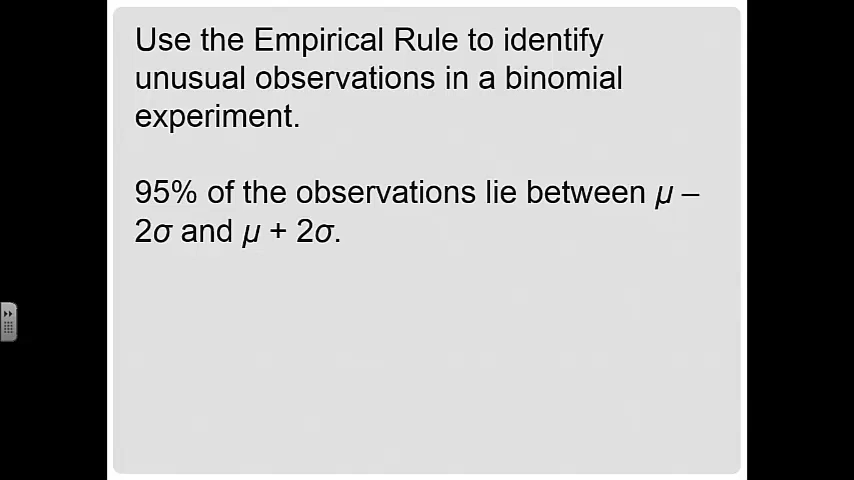 Use the Empirical Rule to identify
unusual observations in a binomial
experiment.
95% of the observations lie between μ –
2σ and μ + 2σ.